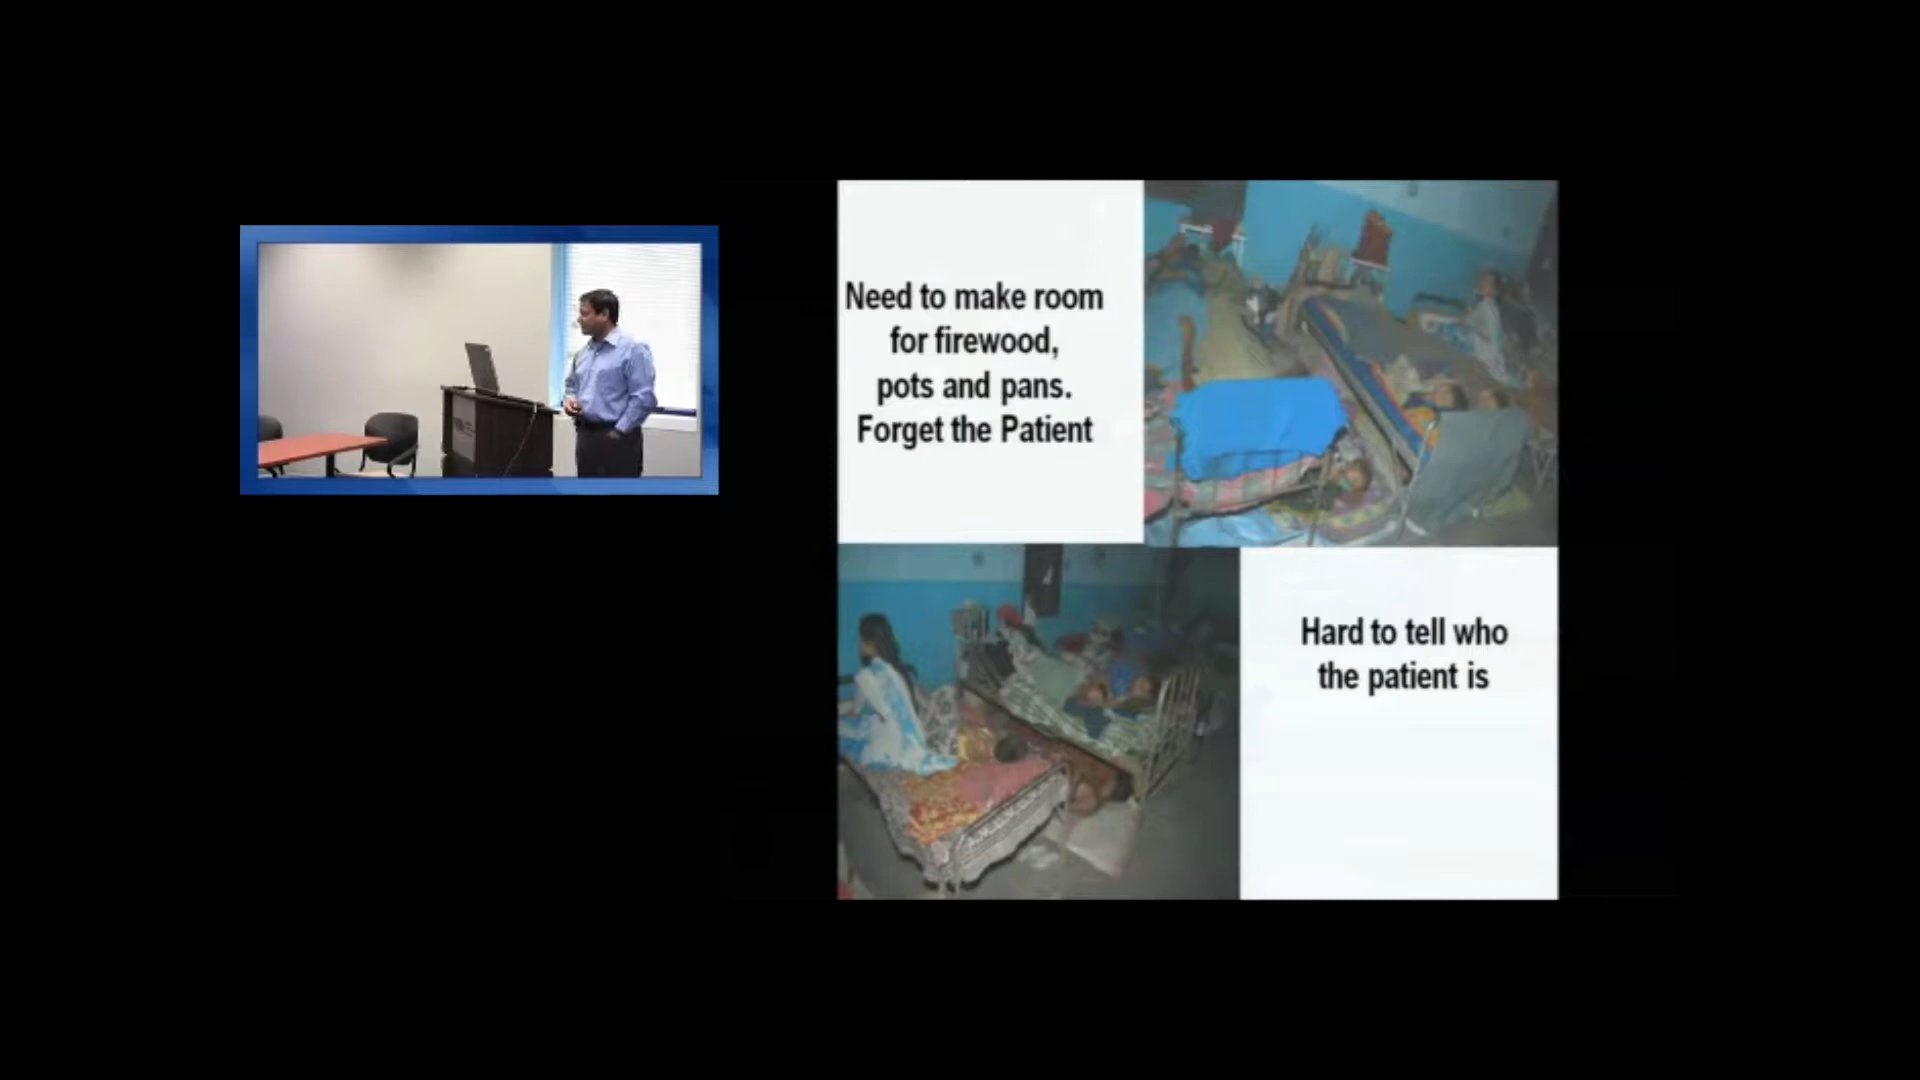 Need to make room
for firewood,
pots and pans.
Forget the Patient
Hard to tell who
the patient is